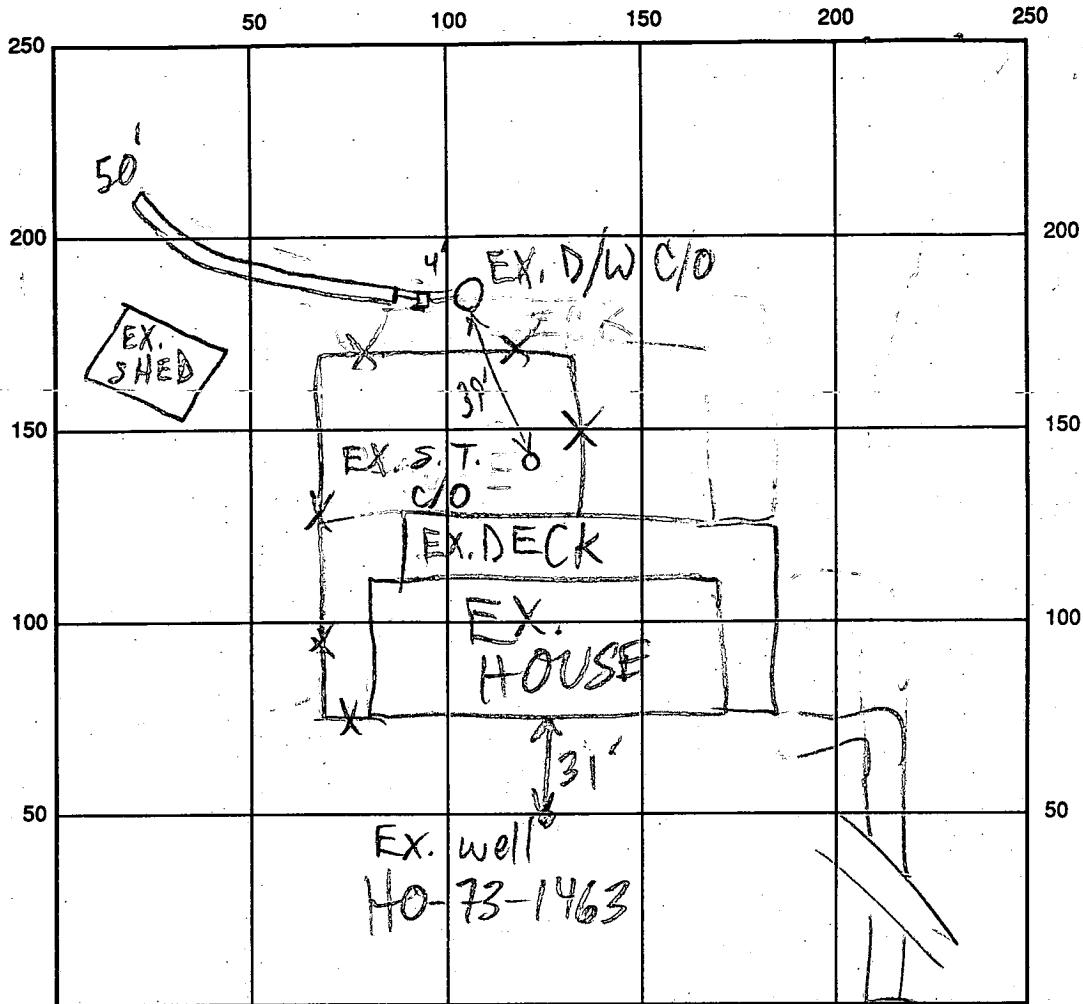 50 100 150 200 250
250
50'
200 200
4'
EX. D/W C/O
EX.
SHED
39'
150 150
EX. S.T.
C/O
EX. DECK
100 100
EX.
HOUSE
31'
50 50
Ex. well
HO-73-1463